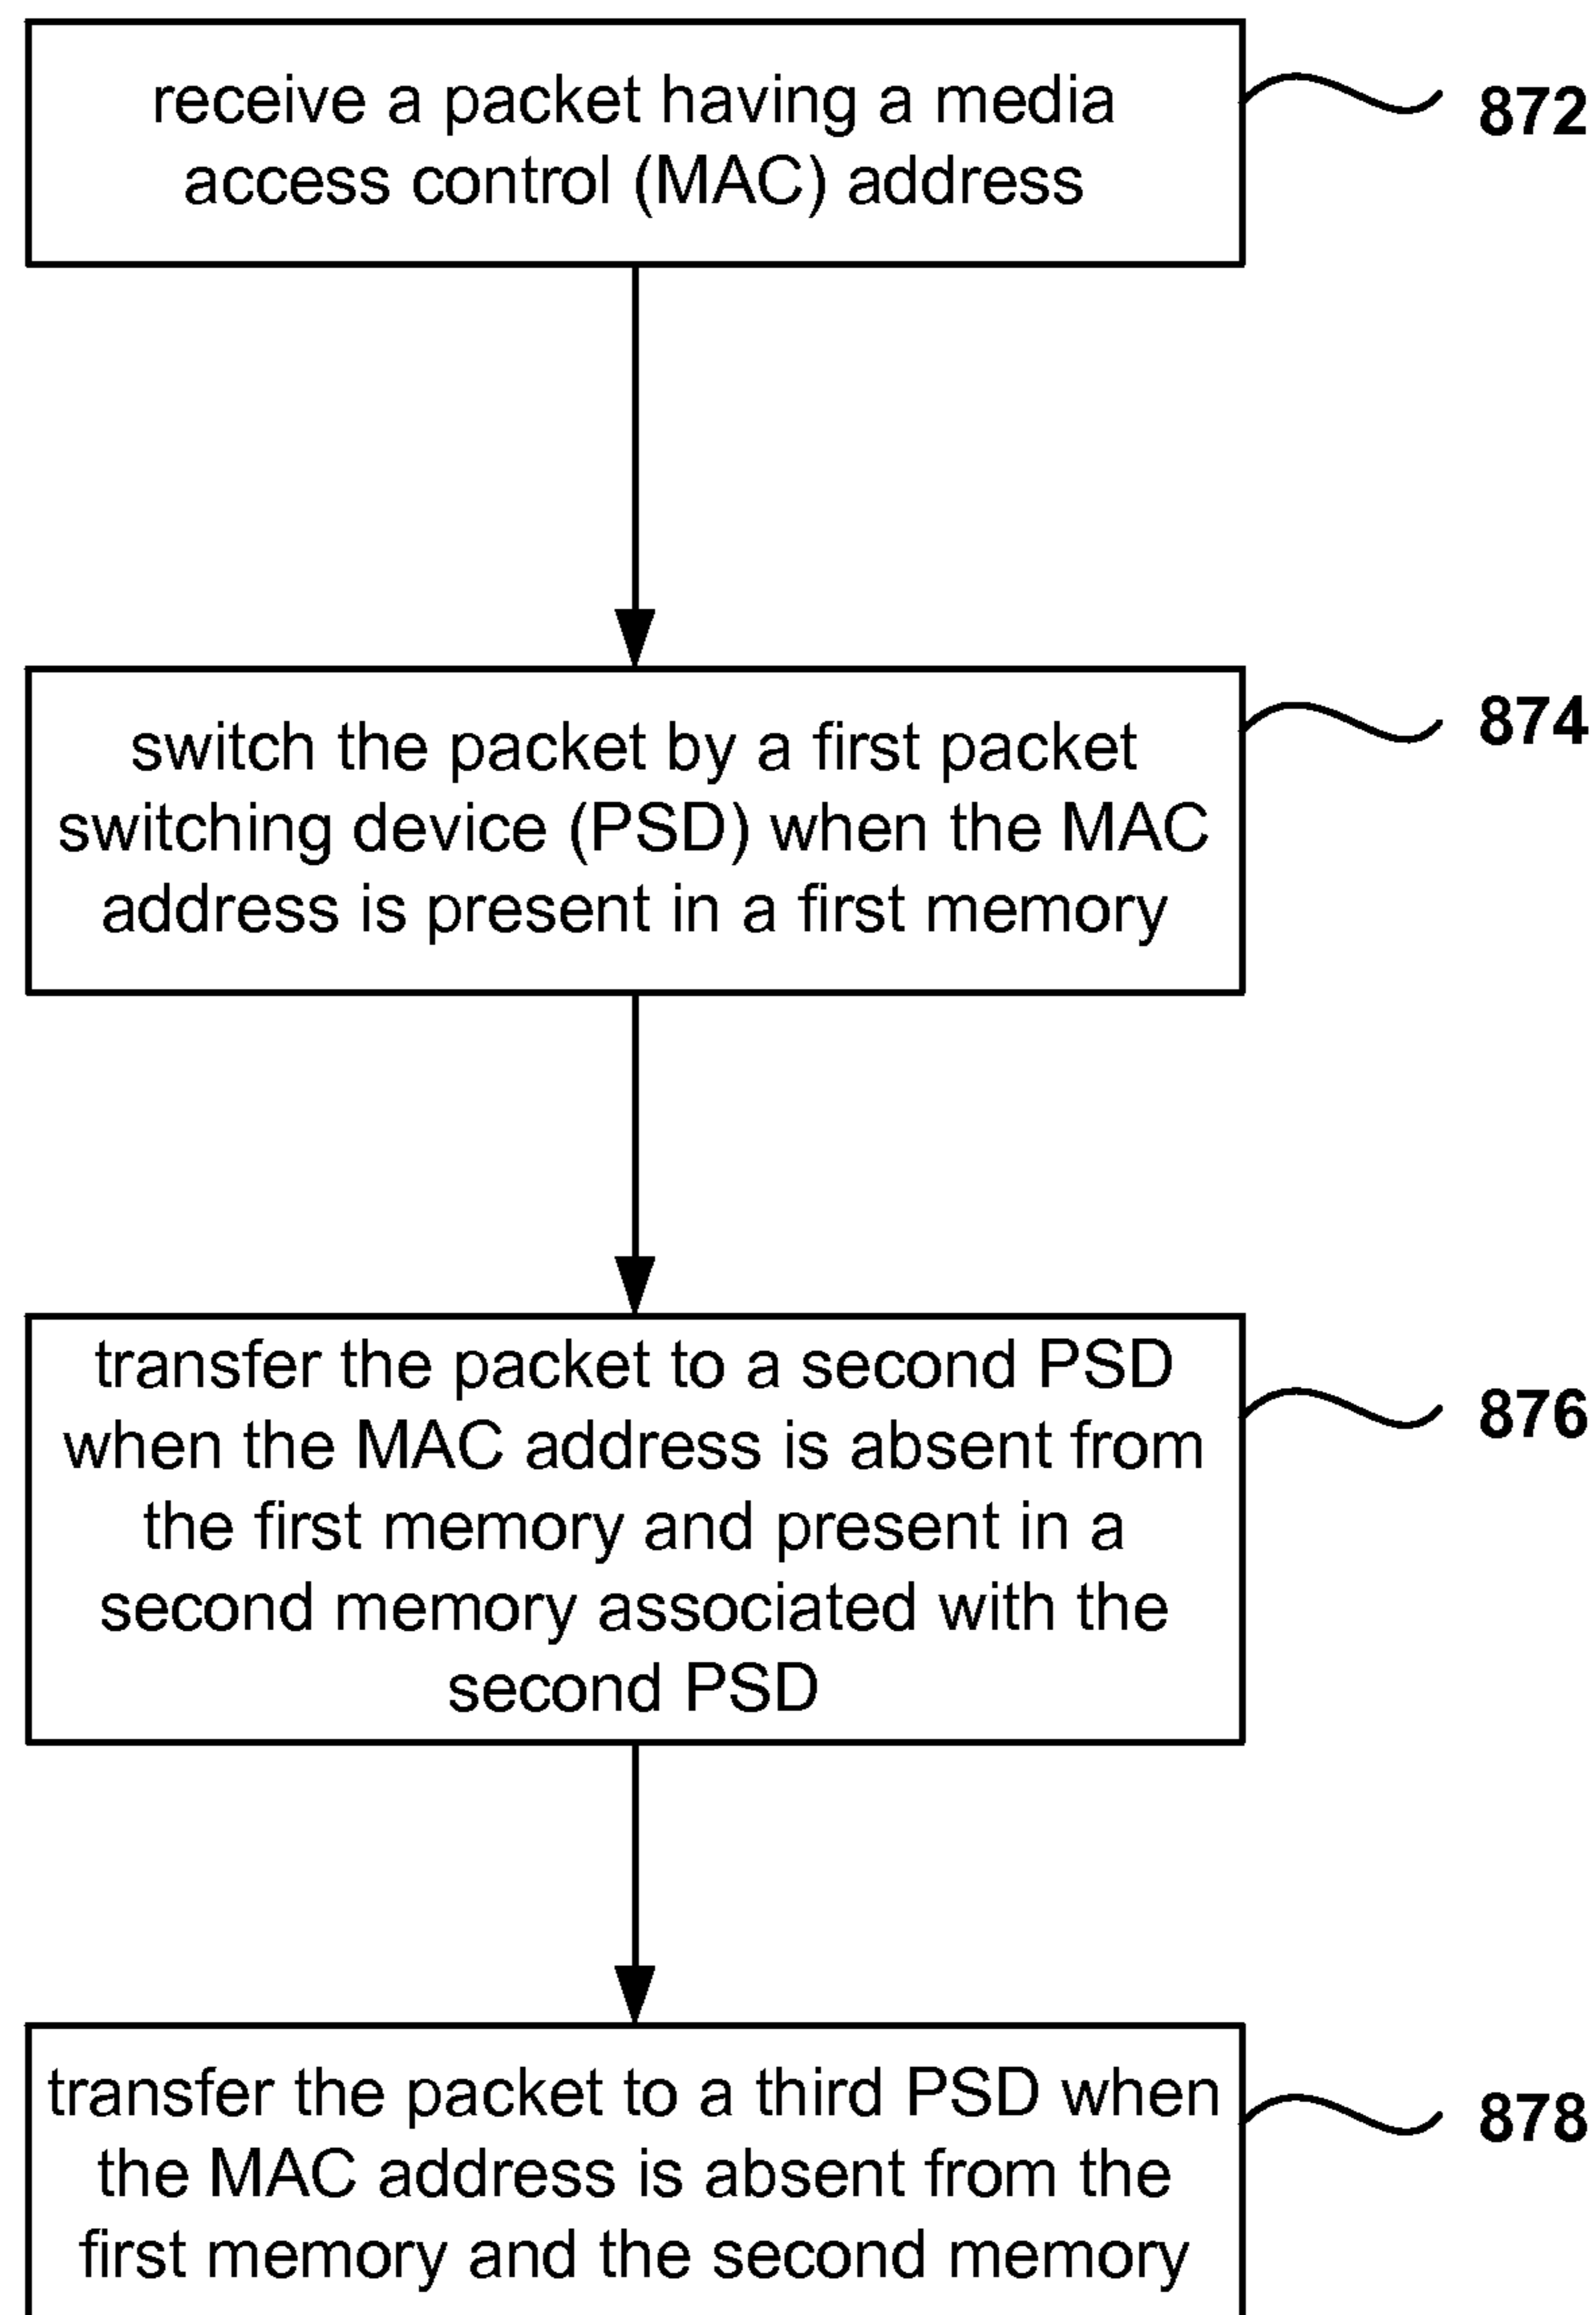 receive a packet having a media
access control (MAC) address
872
switch the packet by a first packet
switching device (PSD) when the MAC
address is present in a first memory
874
transfer the packet to a second PSD
when the MAC address is absent from
the first memory and present in a
second memory associated with the
second PSD
876
transfer the packet to a third PSD when
the MAC address is absent from the
first memory and the second memory
878